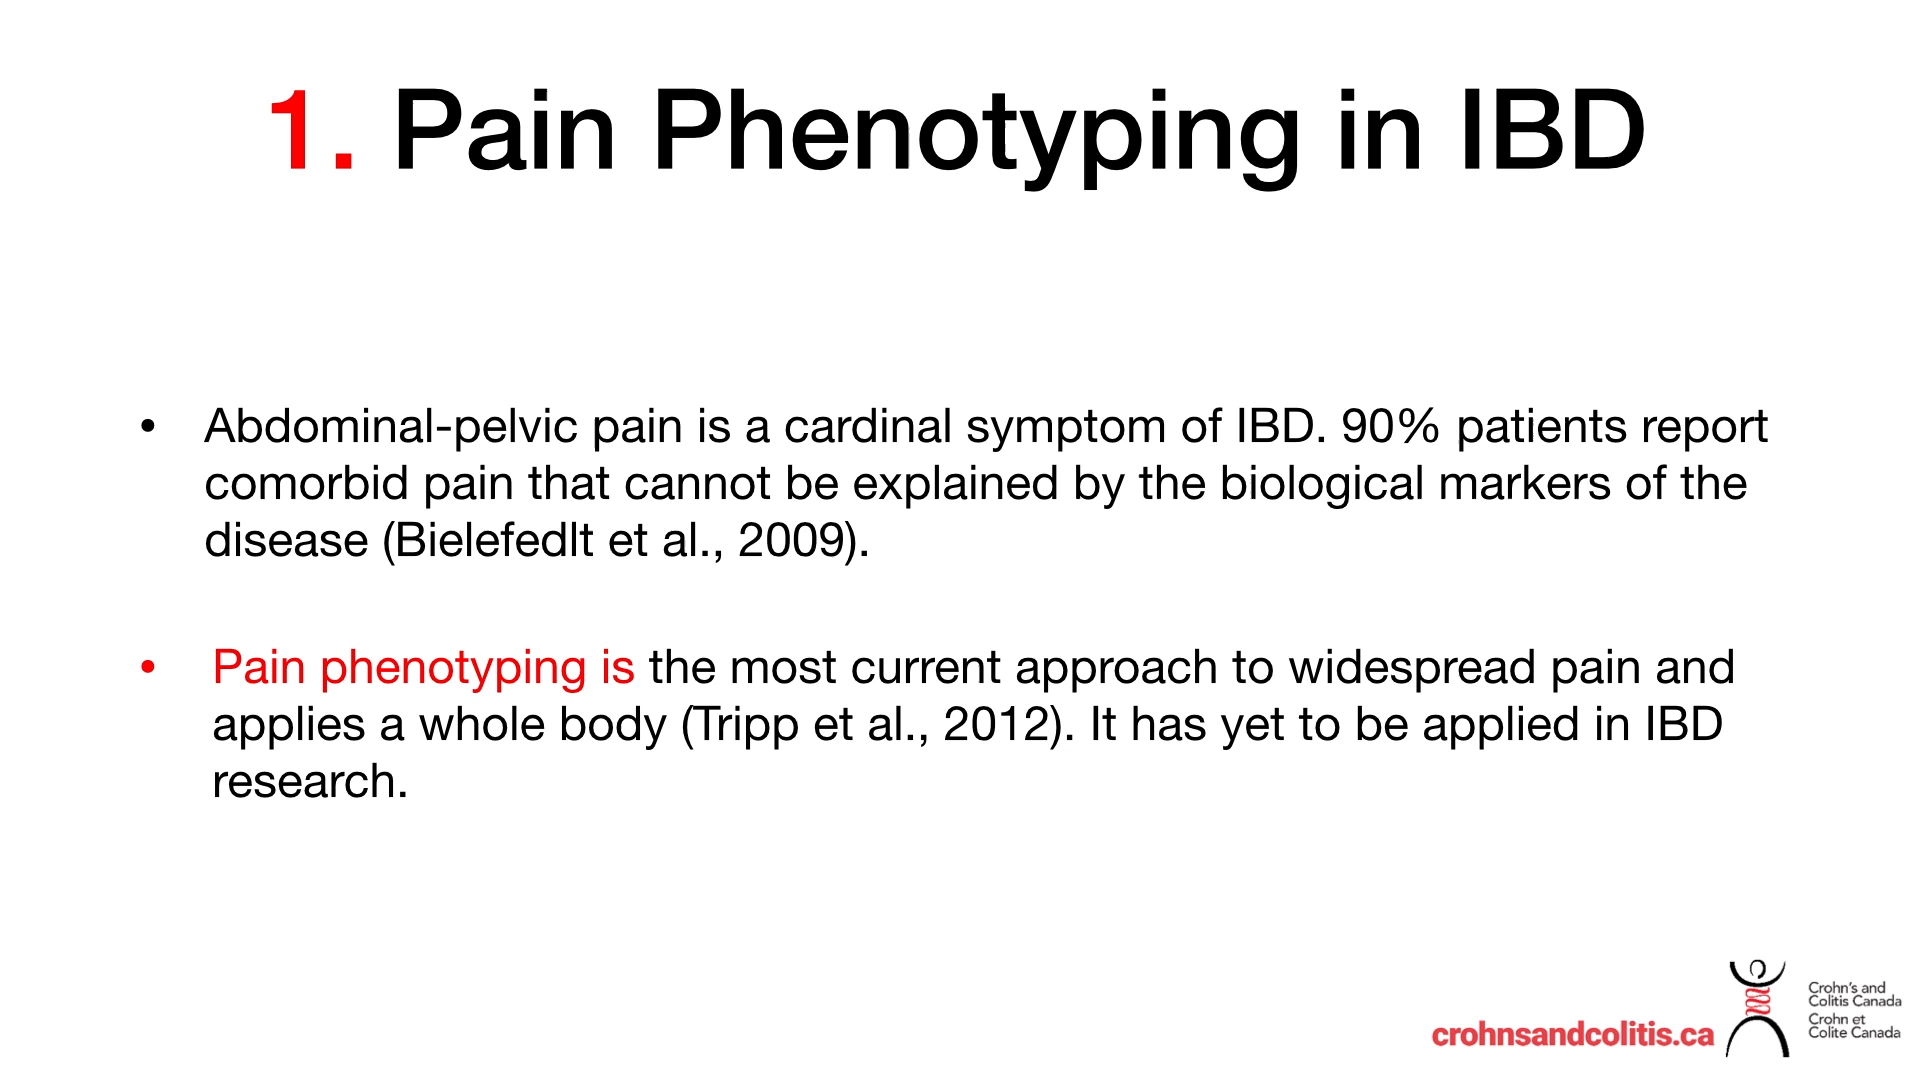 1. Pain Phenotyping in IBD
• Abdominal-pelvic pain is a cardinal symptom of IBD. 90% patients report
comorbid pain that cannot be explained by the biological markers of the
disease (Bielefedlt et al., 2009).
• Pain phenotyping is the most current approach to widespread pain and
applies a whole body (Tripp et al., 2012). It has yet to be applied in IBD
research.
crohnsandcolitis.ca
Crohn's and
Colitis Canada
Crohn et
Colite Canada